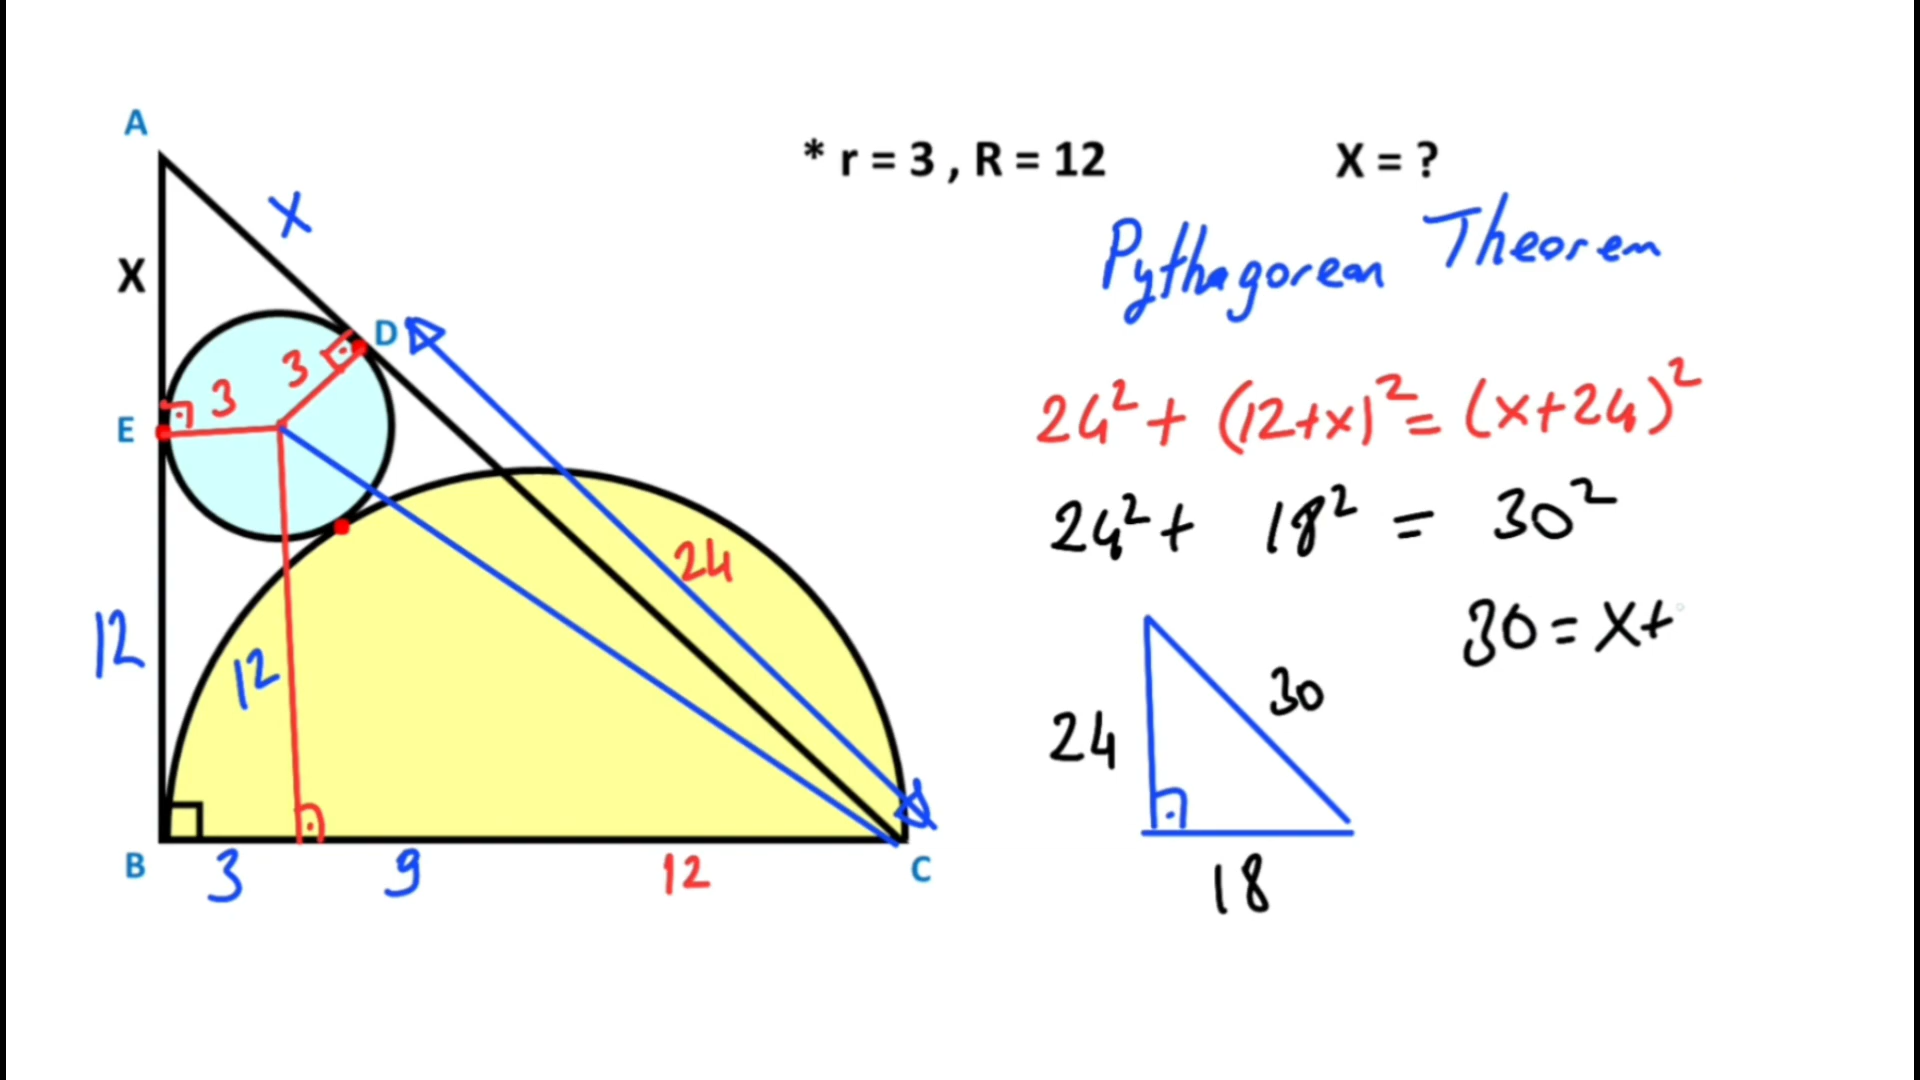 A
* r = 3 , R = 12
X = ?
X
Pythagorean Theorem
X
D
3
3
E
24² + (12+x)² = (x+24)²
24² + 18² = 30²
24
12
12
30 = X+
30
24
B
3
9
12
C
18